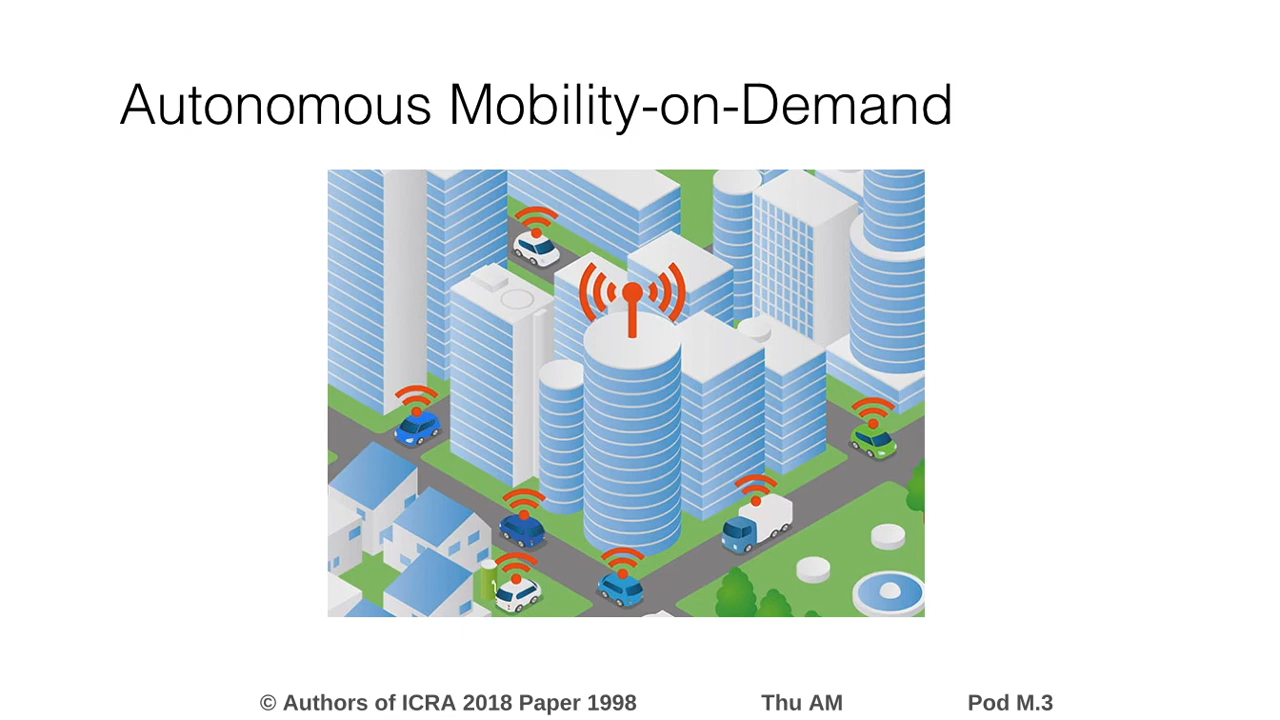 Autonomous Mobility-on-Demand
© Authors of ICRA 2018 Paper 1998 Thu AM Pod M.3